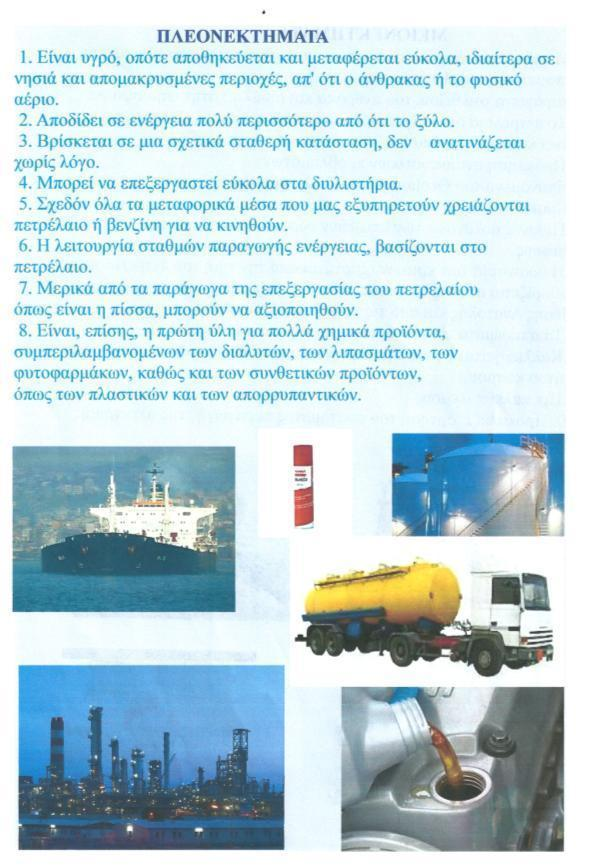 ΠΛΕΟΝΕΚΤΗΜΑΤΑ
1. Είναι υγρό, οπότε αποθηκεύεται και μεταφέρεται εύκολα, ιδιαίτερα σε
νησιά και απομακρυσμένες περιοχές, απ' ότι ο άνθρακας ή το φυσικό
αέριο.
2. Αποδίδει σε ενέργεια πολύ περισσότερο από ότι το ξύλο.
3. Βρίσκεται σε μια σχετικά σταθερή κατάσταση, δεν ανατινάζεται
χωρίς λόγο.
4. Μπορεί να επεξεργαστεί εύκολα στα διυλιστήρια.
5. Σχεδόν όλα τα μεταφορικά μέσα που μας εξυπηρετούν χρειάζονται
πετρέλαιο ή βενζίνη για να κινηθούν.
6. Η λειτουργία σταθμών παραγωγής ενέργειας, βασίζονται στο
πετρέλαιο.
7. Μερικά από τα παράγωγα της επεξεργασίας του πετρελαίου
όπως είναι η πίσσα, μπορούν να αξιοποιηθούν.
8. Είναι, επίσης, η πρώτη ύλη για πολλά χημικά προϊόντα,
συμπεριλαμβανομένων των διαλυτών, των λιπασμάτων, των
φυτοφαρμάκων, καθώς και των συνθετικών προϊόντων,
όπως των πλαστικών και των απορρυπαντικών.